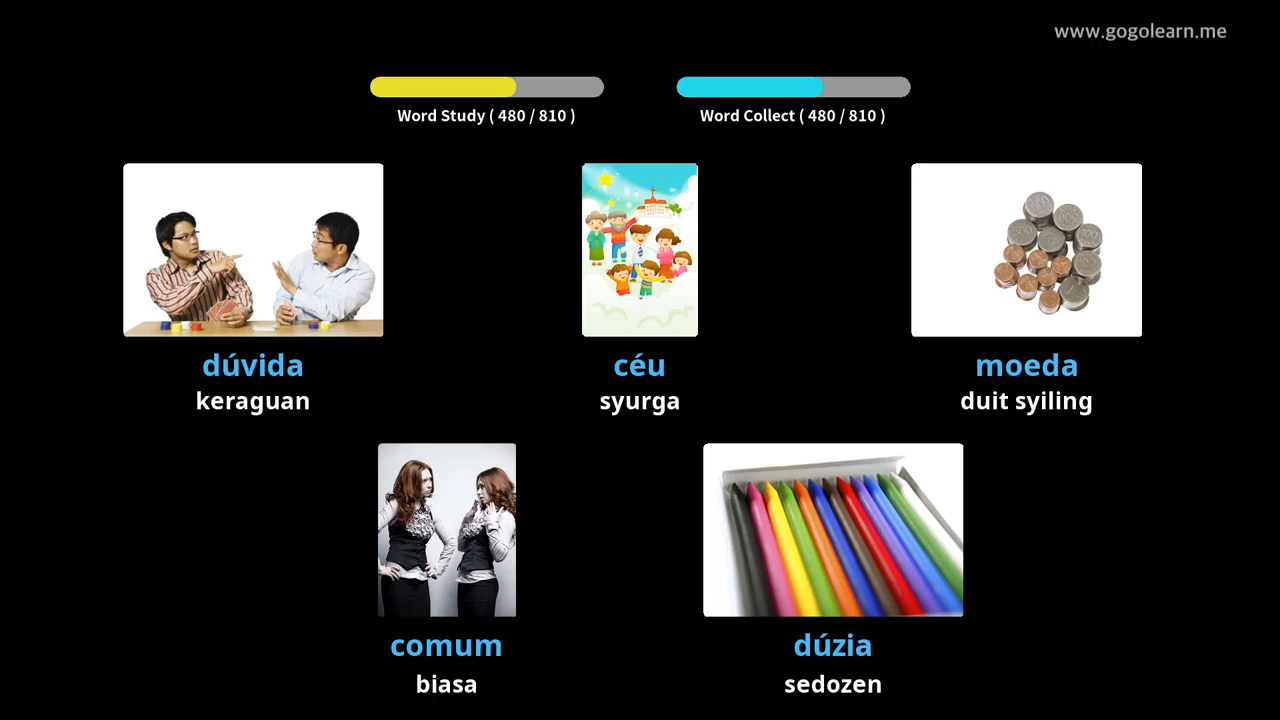 www.gogolearn.me
Word Study ( 480 / 810 )
Word Collect ( 480 / 810 )
dúvida
keraguan
céu
syurga
moeda
duit syiling
comum
biasa
dúzia
sedozen